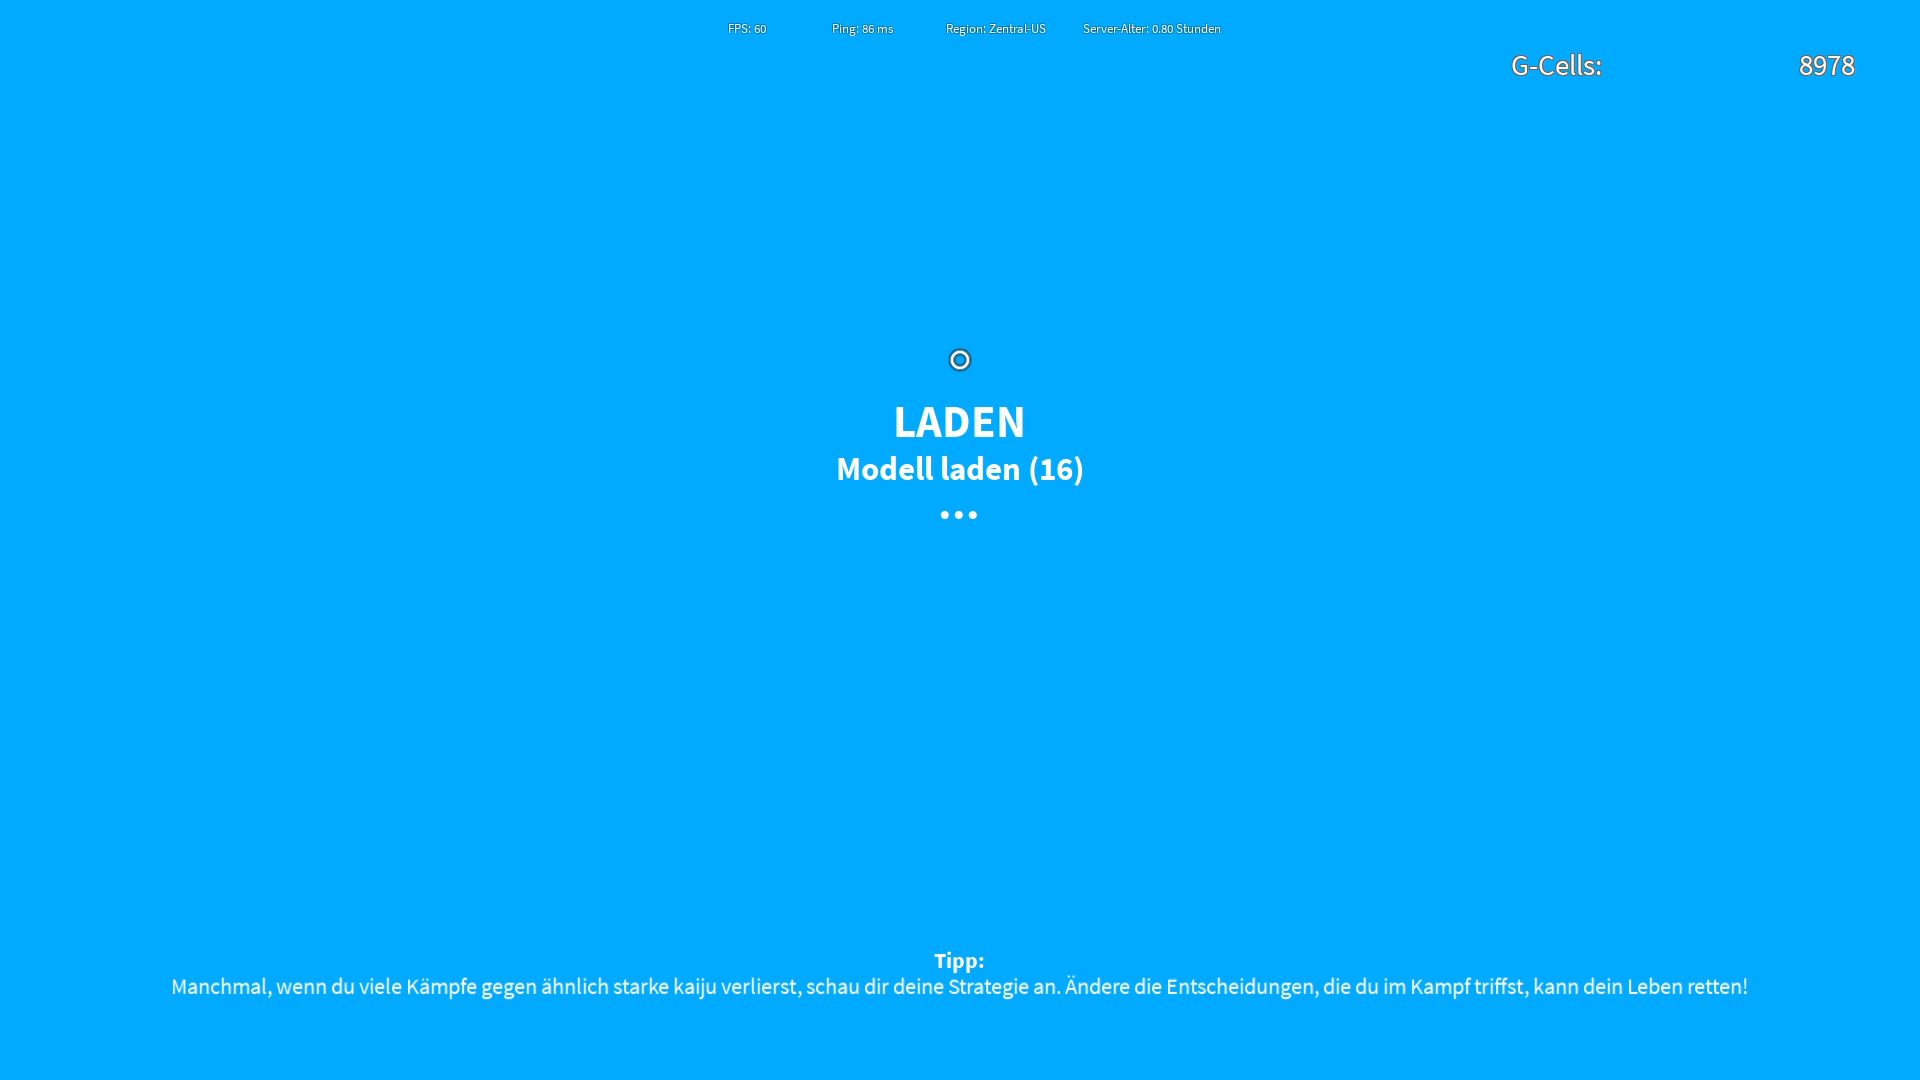 FPS: 60 Ping: 86 ms Region: Zentral-US Server-Alter: 0.80 Stunden
G-Cells: 8978
LADEN
Modell laden (16)
...
Tipp:
Manchmal, wenn du viele Kämpfe gegen ähnlich starke kaiju verlierst, schau dir deine Strategie an. Ändere die Entscheidungen, die du im Kampf triffst, kann dein Leben retten!